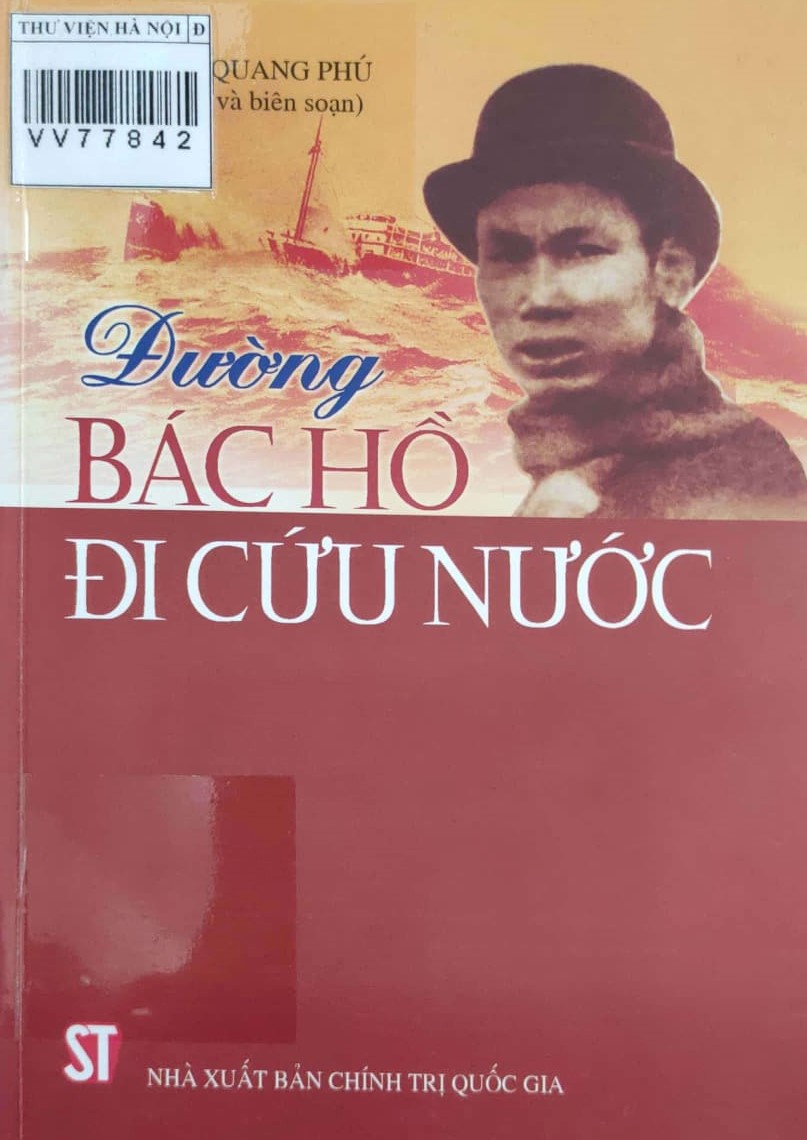 THƯ VIỆN HÀ NỘI Đ
VV77842
QUANG PHÚ
và biên soạn)
Đường
BÁC HỒ
ĐI CỨU NƯỚC
ST
NHÀ XUẤT BẢN CHÍNH TRỊ QUỐC GIA